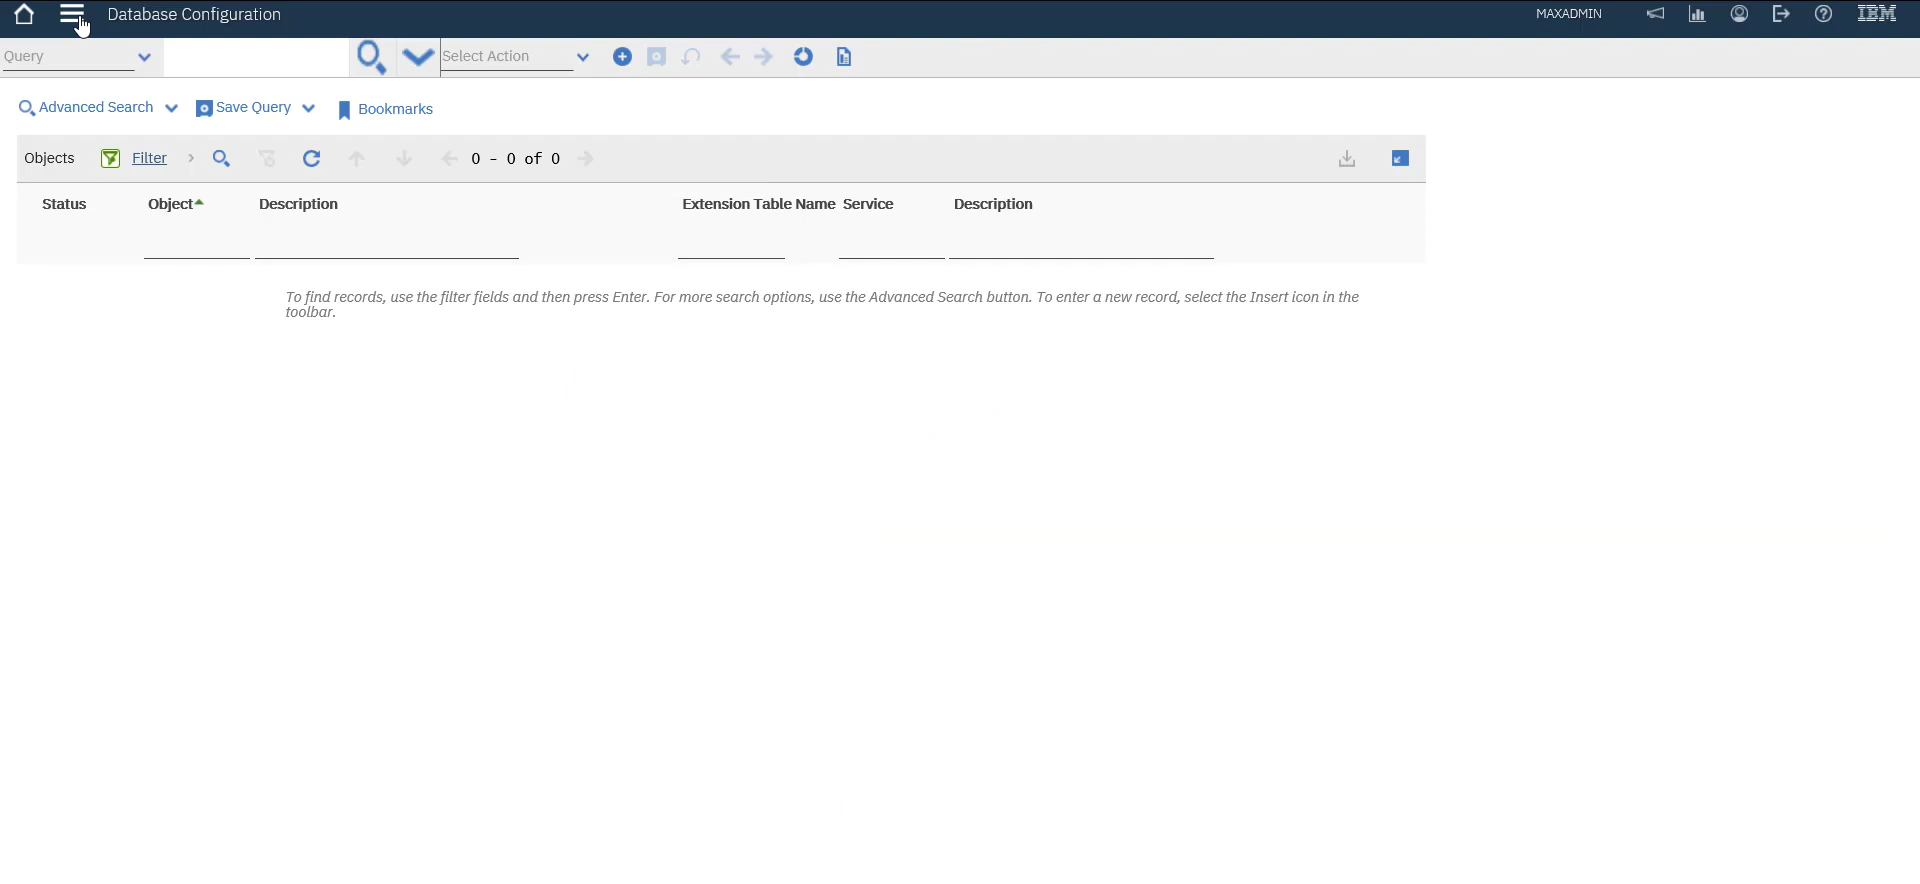 Database Configuration
MAXADMIN
IBM
Query
Select Action
Advanced Search
Save Query
Bookmarks
Objects
Filter
0 - 0 of 0
Status
Object
Description
Extension Table Name
Service
Description
To find records, use the filter fields and then press Enter. For more search options, use the Advanced Search button. To enter a new record, select the Insert icon in the
toolbar.